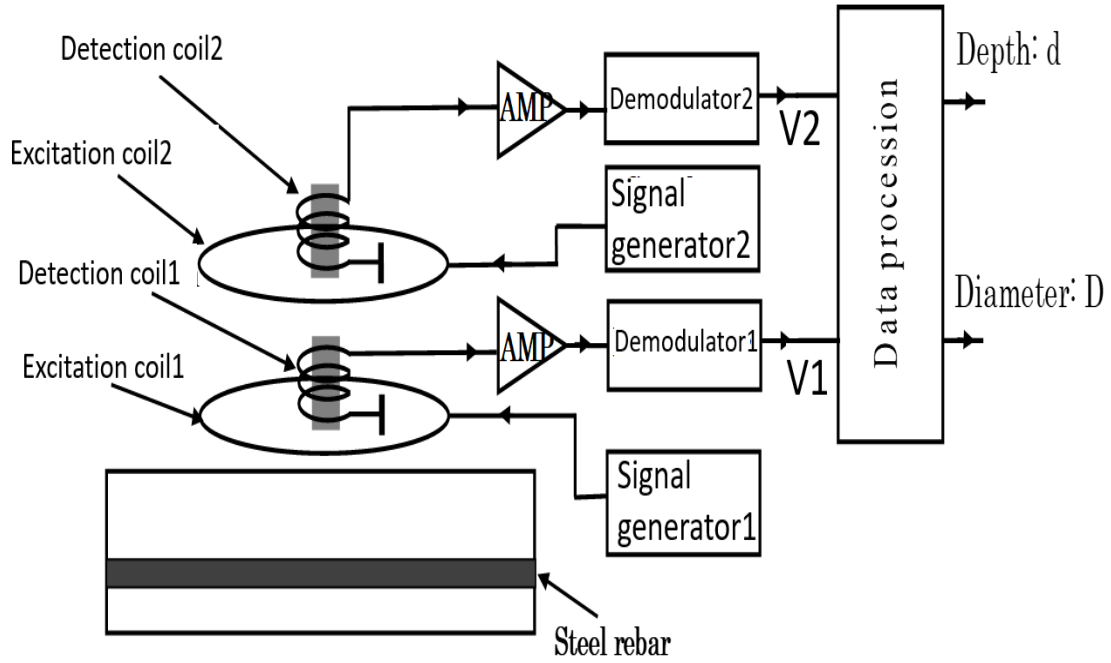 Detection coil2
Excitation coil2
Detection coil1
Excitation coil1
AMP
Demodulator2
V2
Signal
generator2
AMP
Demodulator1
V1
Signal
generator1
Data procession
Depth: d
Diameter: D
Steel rebar